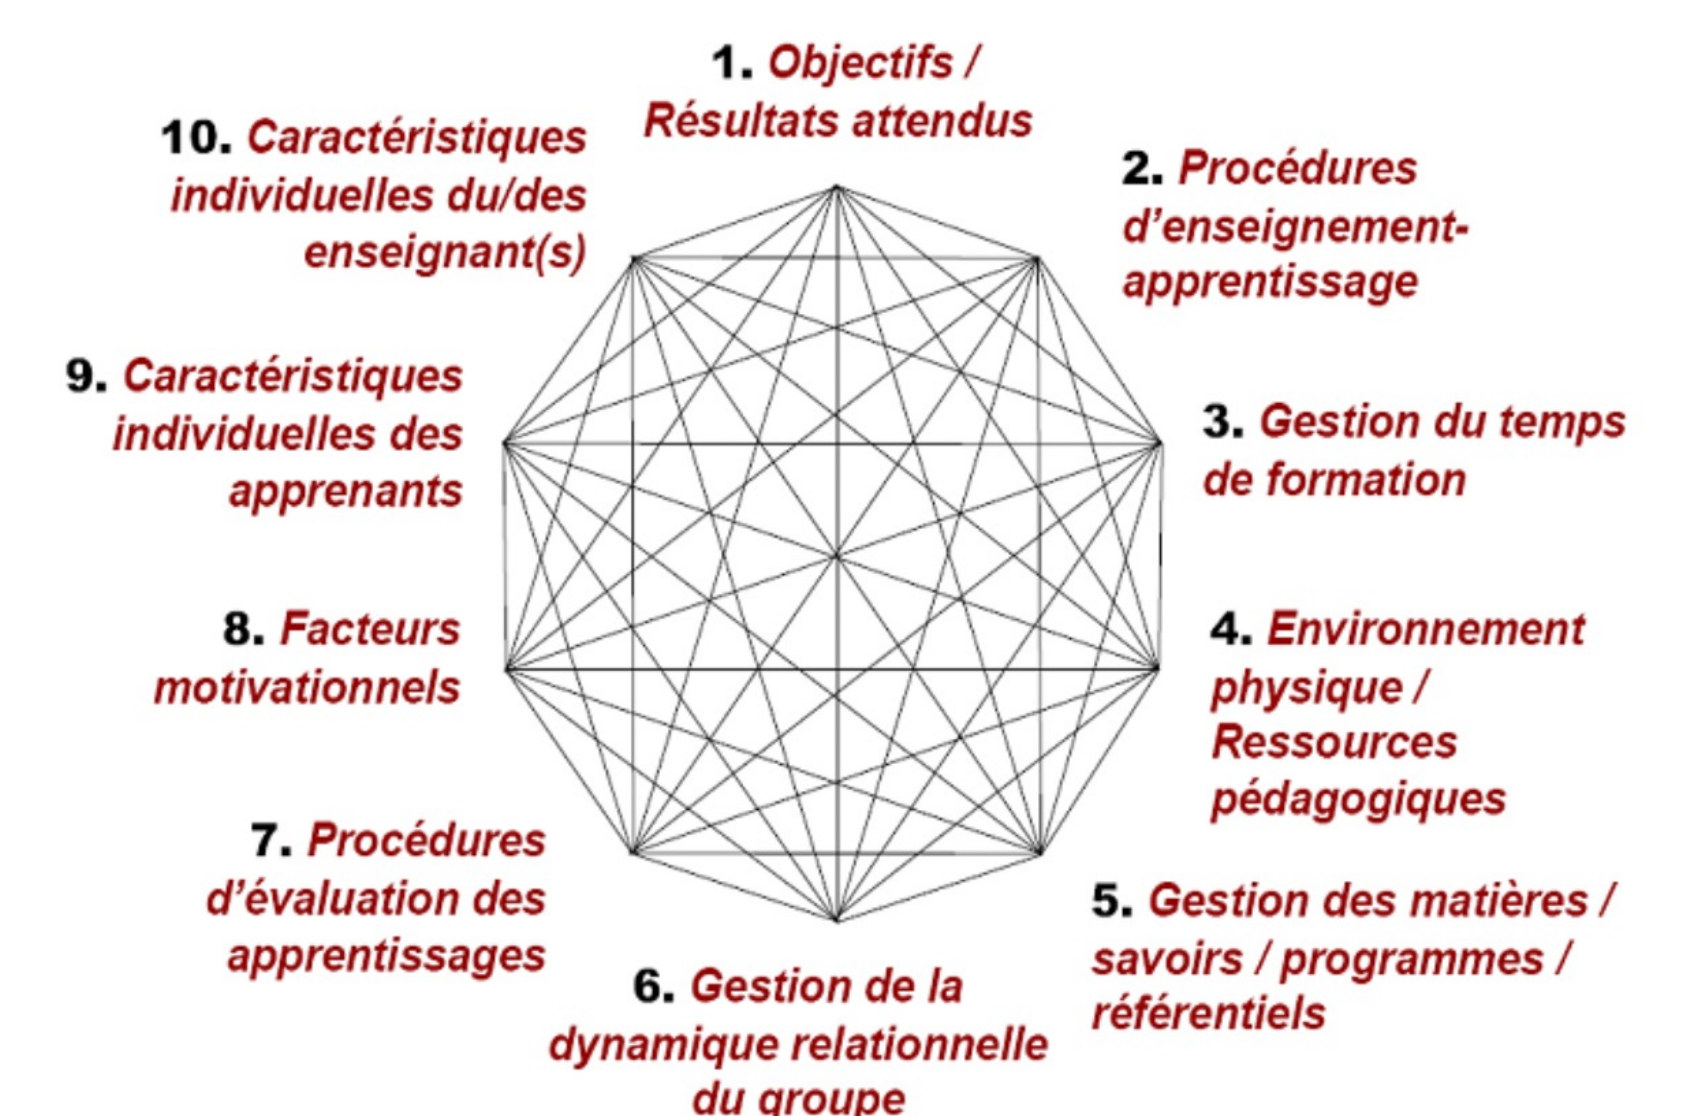 1. Objectifs /
Résultats attendus
2. Procédures
d’enseignement-
apprentissage
3. Gestion du temps
de formation
4. Environnement
physique /
Ressources
pédagogiques
5. Gestion des matières /
savoirs / programmes /
référentiels
6. Gestion de la
dynamique relationnelle
du groupe
7. Procédures
d’évaluation des
apprentissages
8. Facteurs
motivationnels
9. Caractéristiques
individuelles des
apprenants
10. Caractéristiques
individuelles du/des
enseignant(s)